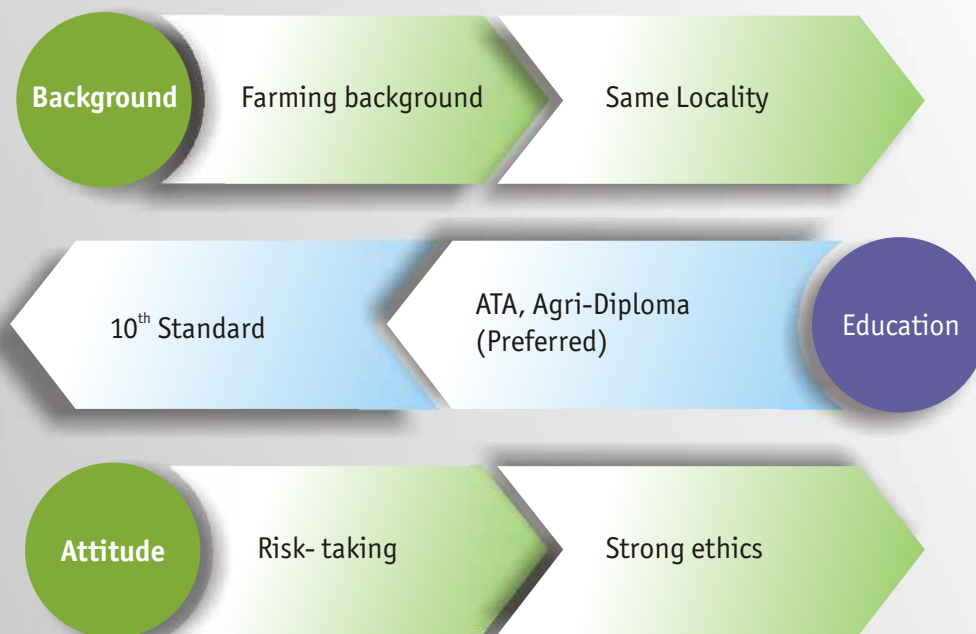 Background
Farming background
Same Locality
10th Standard
ATA, Agri-Diploma
(Preferred)
Education
Attitude
Risk- taking
Strong ethics